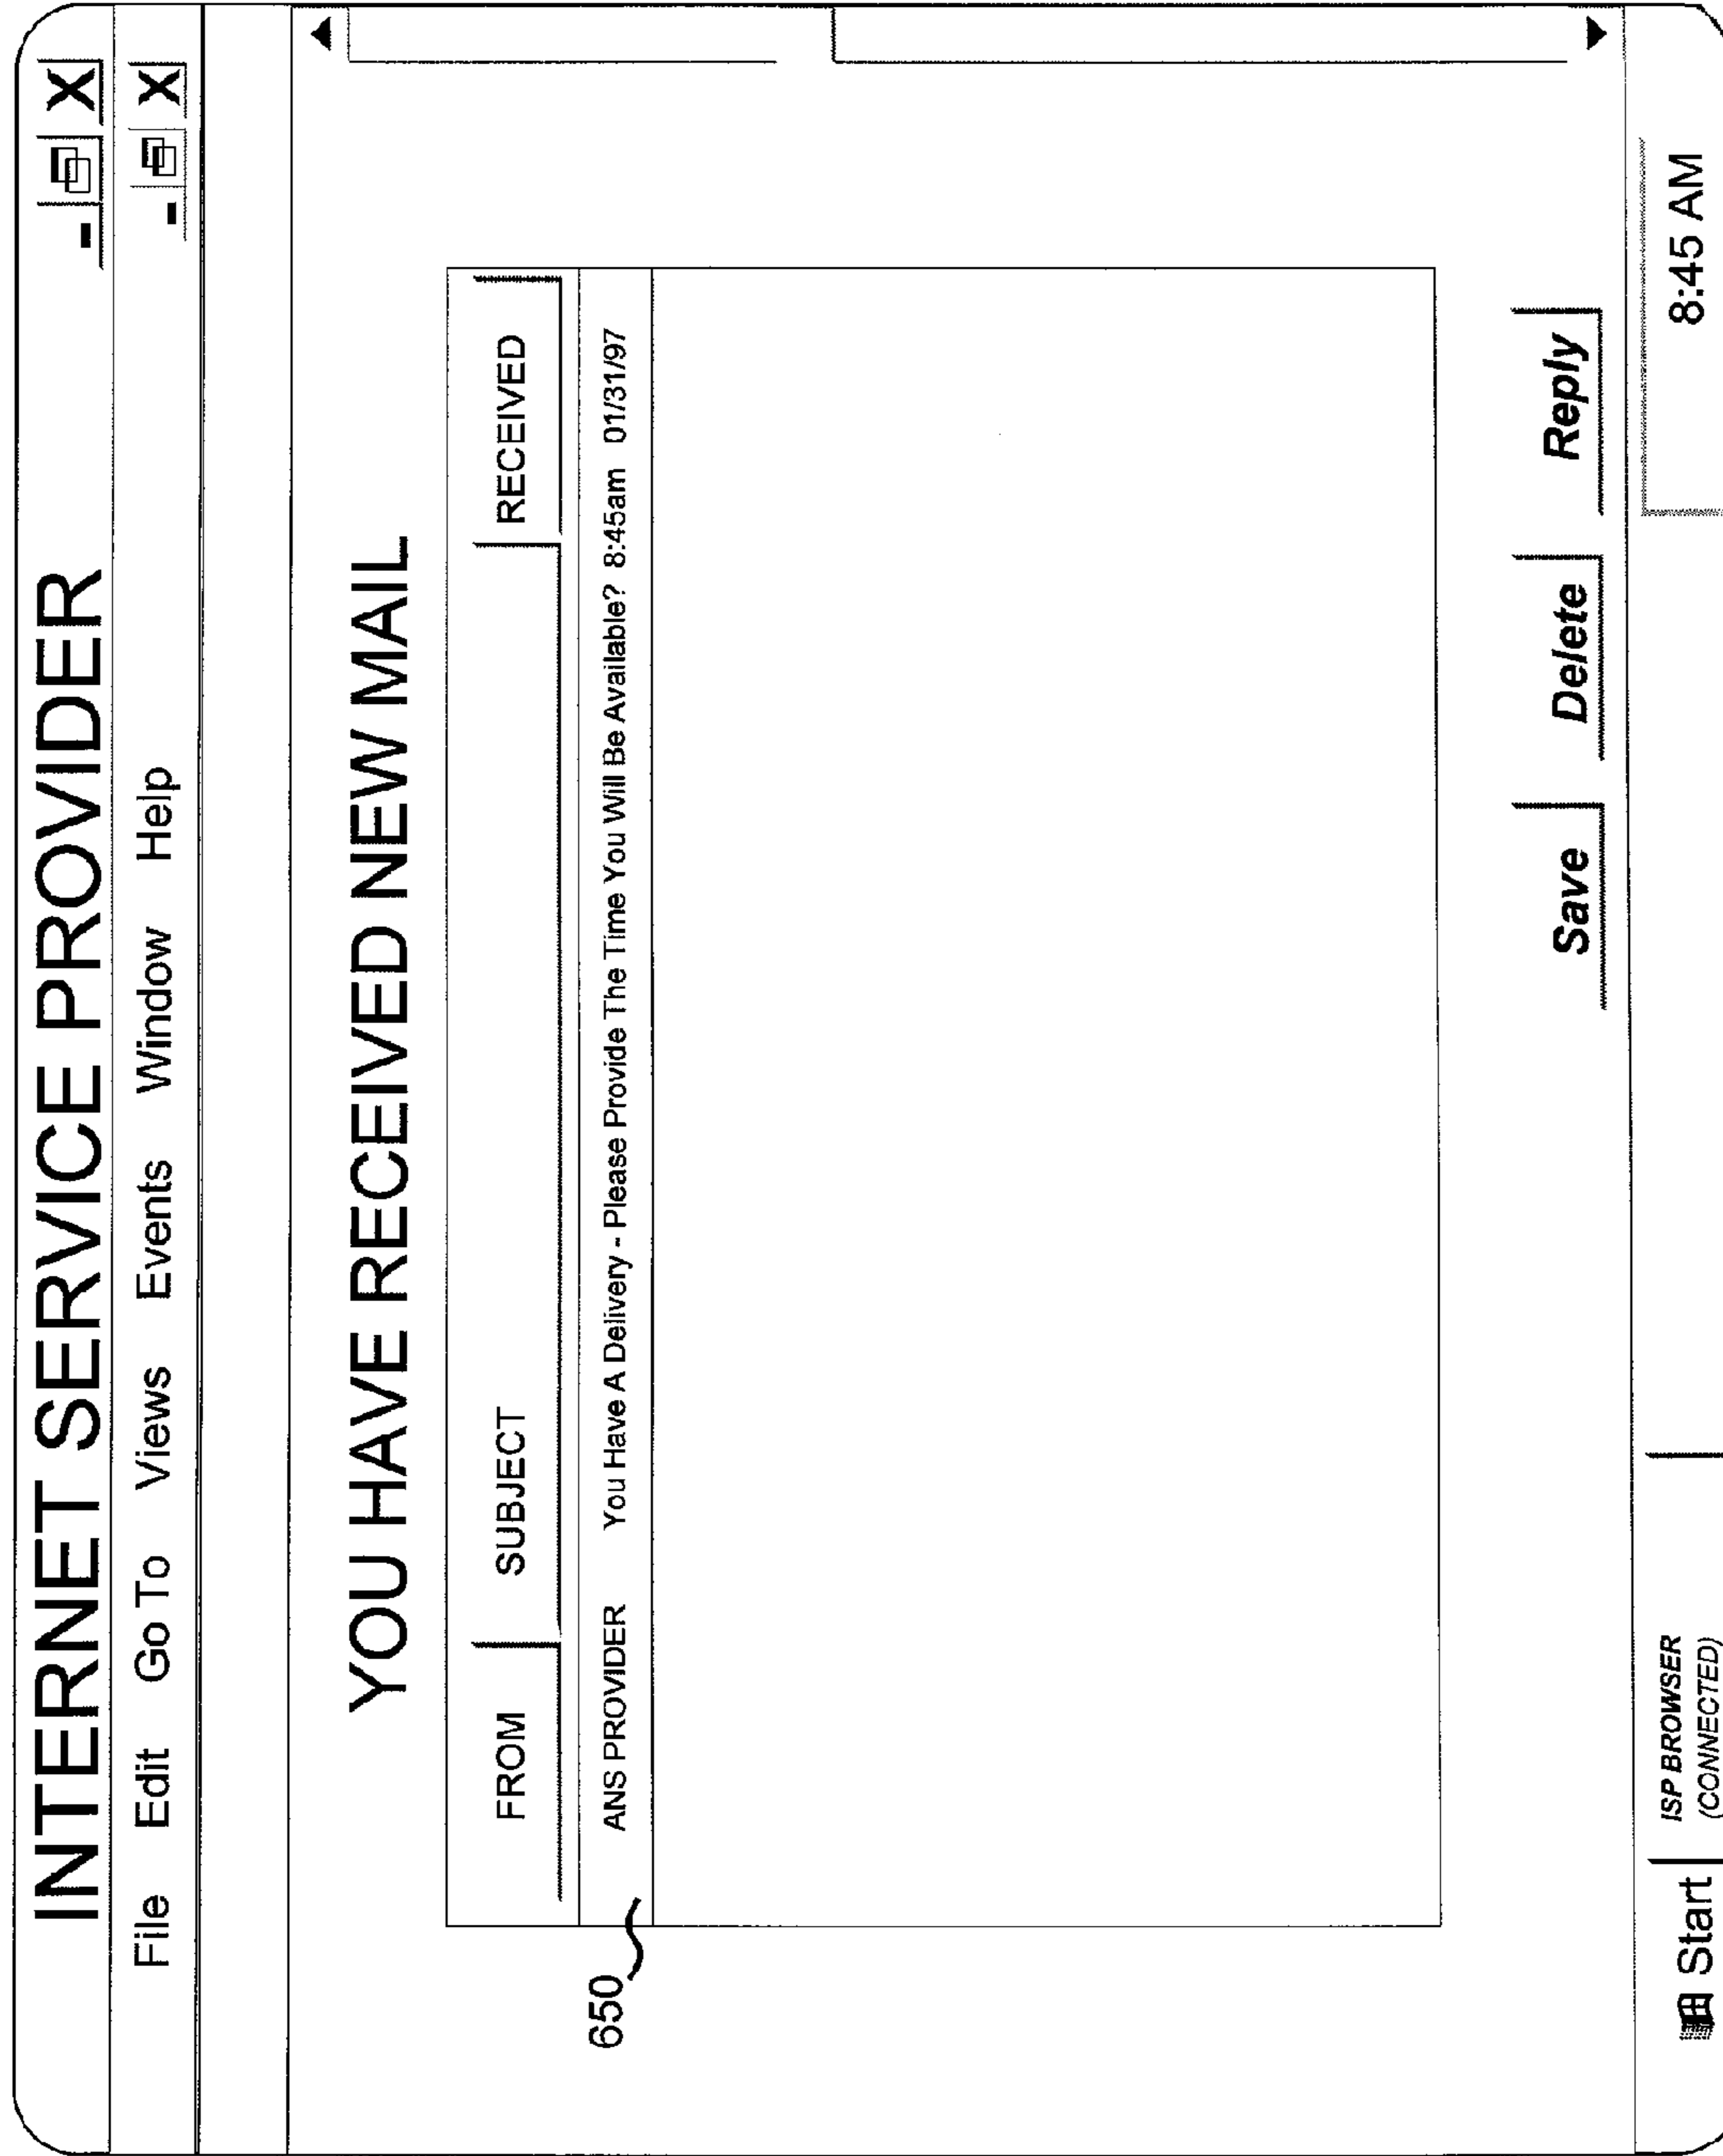 INTERNET SERVICE PROVIDER
File Edit Go To Views Events Window Help
YOU HAVE RECEIVED NEW MAIL
FROM SUBJECT RECEIVED
650 ANS PROVIDER You Have A Delivery - Please Provide The Time You Will Be Available? 8:45am 01/31/97
Save Delete Reply
Start ISP BROWSER 8:45 AM
(CONNECTED)